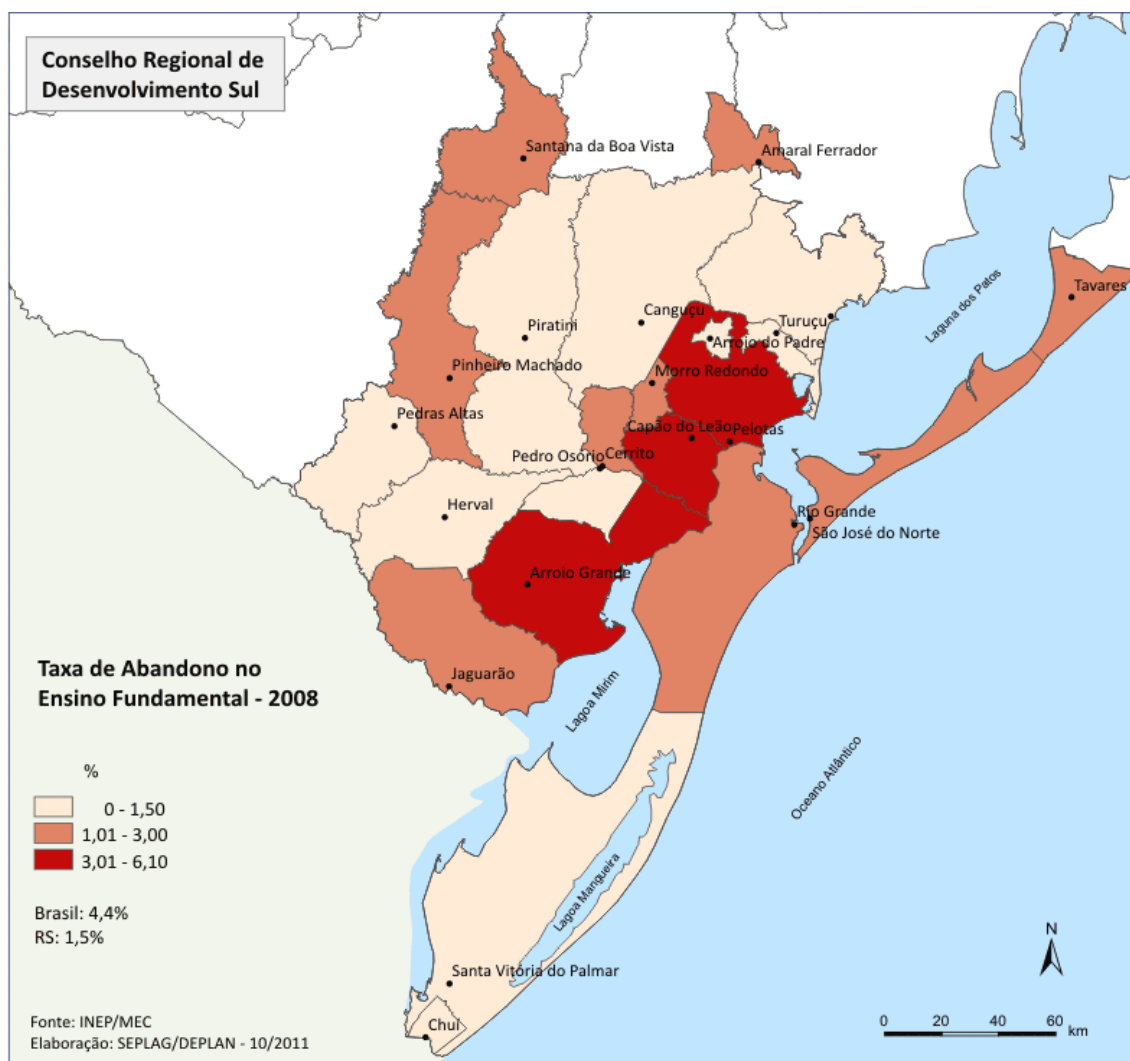 Conselho Regional de
Desenvolvimento Sul
Santana da Boa Vista
Amaral Ferrador
Tavares
Laguna dos Patos
Canguçu
Turuçu
Piratini
Arroio do Padre
Pinheiro Machado
Morro Redondo
Pedras Altas
Capão do Leão
Pelotas
Pedro Osório
Cerrito
Herval
Rio Grande
São José do Norte
Arroio Grande
Taxa de Abandono no
Ensino Fundamental - 2008
Jaguarão
Lagoa Mirim
Oceano Atlântico
%
0 - 1,50
1,01 - 3,00
3,01 - 6,10
Lagoa Mangueira
Brasil: 4,4%
RS: 1,5%
N
Santa Vitória do Palmar
Fonte: INEP/MEC
Elaboração: SEPLAG/DEPLAN - 10/2011
Chuí
0 20 40 60
km